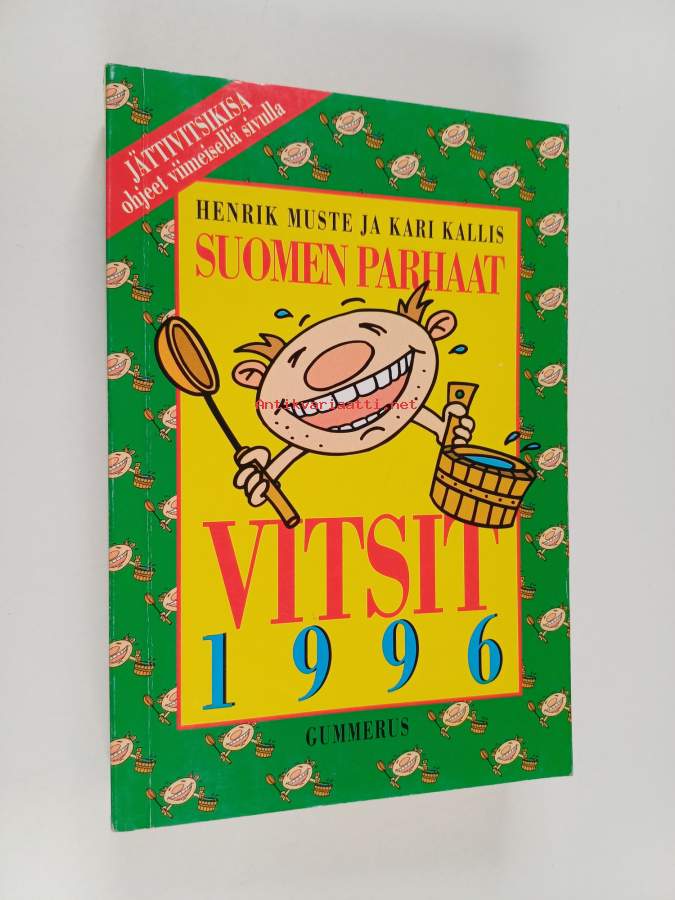 JÄTTIVITSIKISA
ohjeet viimeisellä sivulla
HENRIK MUSTE JA KARI KALLIS
SUOMEN PARHAAT
Antikvariaatti.net
VITSIT
1996
GUMMERUS